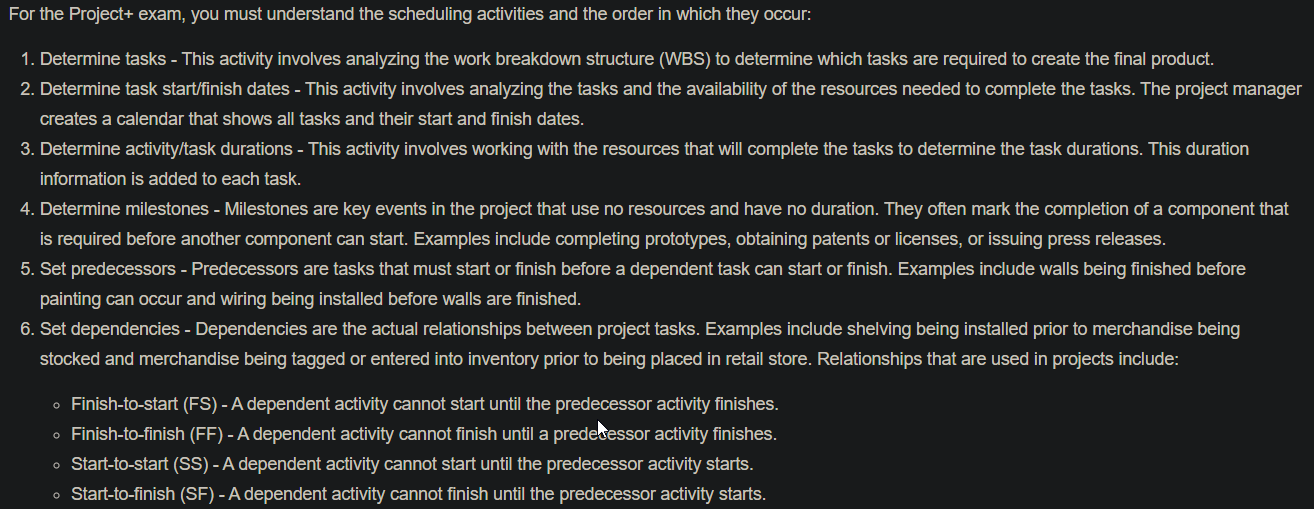 For the Project+ exam, you must understand the scheduling activities and the order in which they occur:
1. Determine tasks - This activity involves analyzing the work breakdown structure (WBS) to determine which tasks are required to create the final product.
2. Determine task start/finish dates - This activity involves analyzing the tasks and the availability of the resources needed to complete the tasks. The project manager
creates a calendar that shows all tasks and their start and finish dates.
3. Determine activity/task durations - This activity involves working with the resources that will complete the tasks to determine the task durations. This duration
information is added to each task.
4. Determine milestones - Milestones are key events in the project that use no resources and have no duration. They often mark the completion of a component that
is required before another component can start. Examples include completing prototypes, obtaining patents or licenses, or issuing press releases.
5. Set predecessors - Predecessors are tasks that must start or finish before a dependent task can start or finish. Examples include walls being finished before
painting can occur and wiring being installed before walls are finished.
6. Set dependencies - Dependencies are the actual relationships between project tasks. Examples include shelving being installed prior to merchandise being
stocked and merchandise being tagged or entered into inventory prior to being placed in retail store. Relationships that are used in projects include:
◦ Finish-to-start (FS) - A dependent activity cannot start until the predecessor activity finishes.
◦ Finish-to-finish (FF) - A dependent activity cannot finish until a predecessor activity finishes.
◦ Start-to-start (SS) - A dependent activity cannot start until the predecessor activity starts.
◦ Start-to-finish (SF) - A dependent activity cannot finish until the predecessor activity starts.